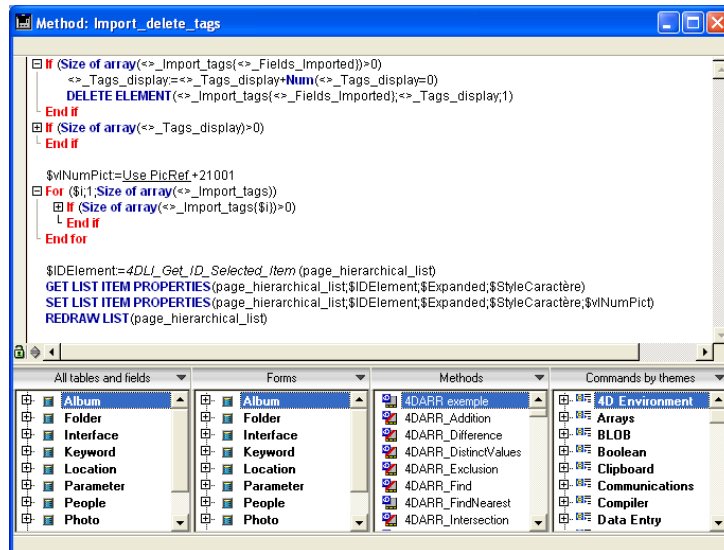 Method: Import_delete_tags
If (Size of array(<>_Import_tags{<>_Fields_Imported})>0)
<>_Tags_display:=<>_Tags_display+Num(<>_Tags_display=0)
DELETE ELEMENT(<>_Import_tags{<>_Fields_Imported};<>_Tags_display;1)
End if
If (Size of array(<>_Tags_display)>0)
End if
$vlNumPict:=Use PicRef+21001
For ($i;1;Size of array(<>_Import_tags))
If (Size of array(<>_Import_tags{$i})>0)
End if
End for
$IDElement:=4DLI_Get_ID_Selected_Item (page_hierarchical_list)
GET LIST ITEM PROPERTIES(page_hierarchical_list;$IDElement;$Expanded;$StyleCaractère)
SET LIST ITEM PROPERTIES(page_hierarchical_list;$IDElement;$Expanded;$StyleCaractère;$vlNumPict)
REDRAW LIST(page_hierarchical_list)
All tables and fields Forms Methods Commands by themes
Album Album 4DARR exemple 4D Environment
Folder Folder 4DARR_Addition Arrays
Interface Interface 4DARR_Difference BLOB
Keyword Keyword 4DARR_DistinctValues Boolean
Location Location 4DARR_Exclusion Clipboard
Parameter Parameter 4DARR_Find Communications
People People 4DARR_FindNearest Compiler
Photo Photo 4DARR_Intersection Data Entry